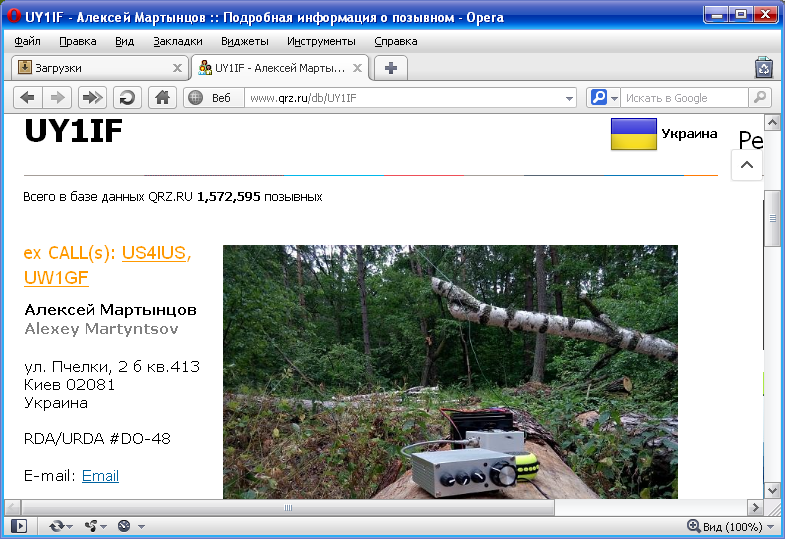 UY1IF - Алексей Мартынцов :: Подробная информация о позывном - Opera
Файл Правка Вид Закладки Виджеты Инструменты Справка
Загрузки UY1IF - Алексей Марты...
Веб www.qrz.ru/db/UY1IF Искать в Google
UY1IF
Украина
Ре
Всего в базе данных QRZ.RU 1,572,595 позывных
ex CALL(s): US4IUS,
UW1GF
Алексей Мартынцов
Alexey Martyntsov
ул. Пчелки, 2 б кв.413
Киев 02081
Украина
RDA/URDA #DO-48
E-mail: Email
Вид (100%)